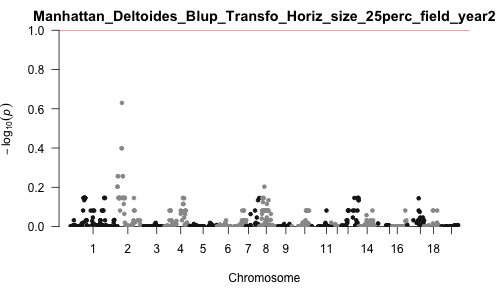 Manhattan_Deltoides_Blup_Transfo_Horiz_size_25perc_field_year2
1.0
0.8
0.6
0.4
0.2
0.0
− log₁₀(p)
1 2 3 4 5 6 7 8 9 11 14 16 18
Chromosome